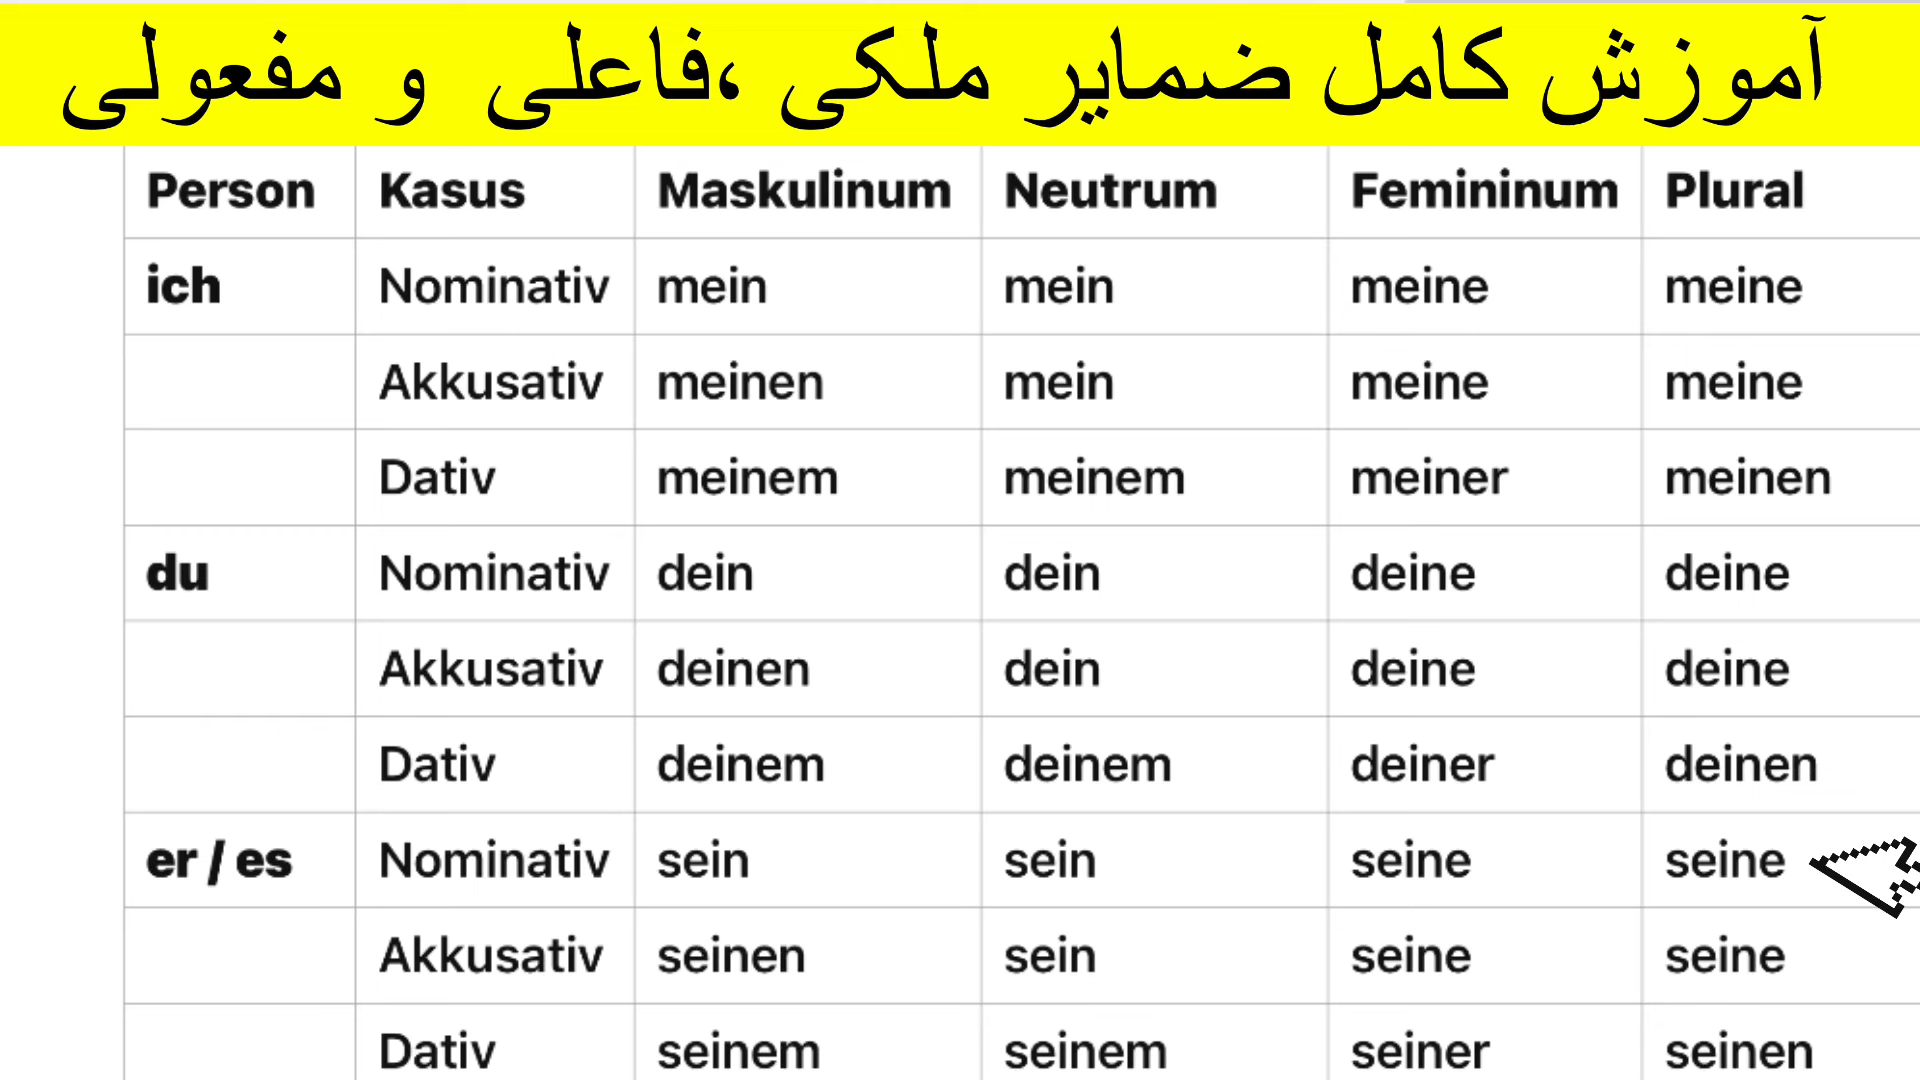 آموزش کامل ضمایر ملکی ،فاعلی و مفعولی
Person Kasus Maskulinum Neutrum Femininum Plural
ich Nominativ mein mein meine meine
Akkusativ meinen mein meine meine
Dativ meinem meinem meiner meinen
du Nominativ dein dein deine deine
Akkusativ deinen dein deine deine
Dativ deinem deinem deiner deinen
er / es Nominativ sein sein seine seine
Akkusativ seinen sein seine seine
Dativ seinem seinem seiner seinen